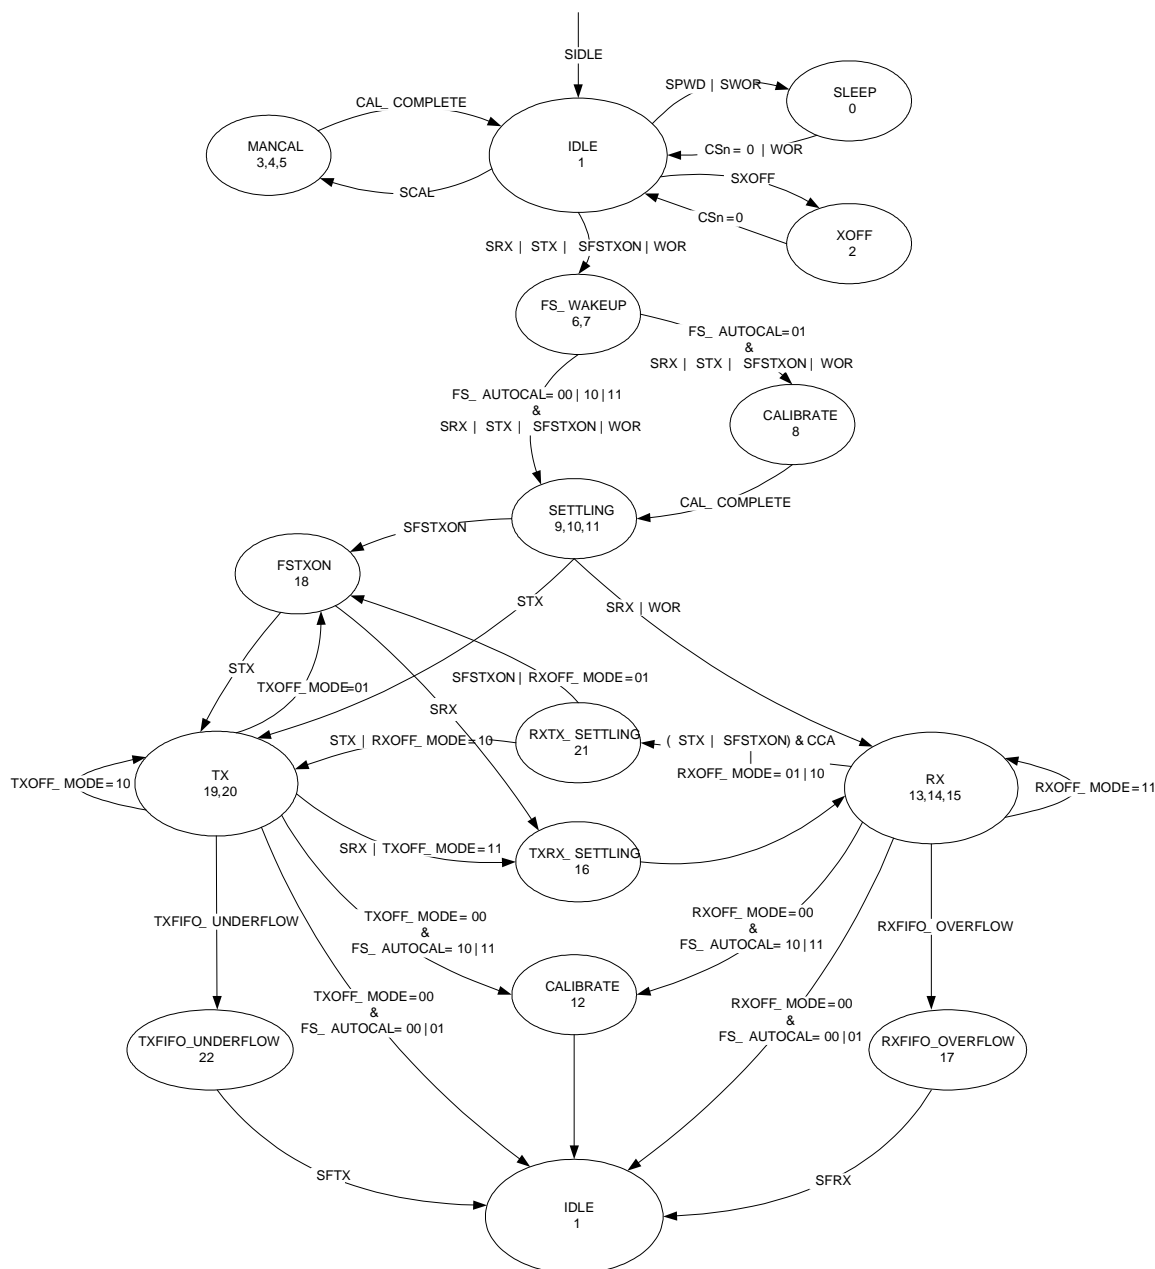 SIDLE
SPWD | SWOR
SLEEP
0
CAL_ COMPLETE
MANCAL
3,4,5
IDLE
1
CSn = 0 | WOR
SCAL
SXOFF
CSn = 0
XOFF
2
SRX | STX | SFSTXON | WOR
FS_ WAKEUP
6,7
FS_ AUTOCAL = 01
&
SRX | STX | SFSTXON | WOR
FS_ AUTOCAL = 00 | 10 | 11
&
SRX | STX | SFSTXON | WOR
CALIBRATE
8
CAL_ COMPLETE
SETTLING
9,10,11
SFSTXON
FSTXON
18
STX
SRX | WOR
STX
TXOFF_ MODE = 01
SFSTXON | RXOFF_ MODE = 01
SRX
RXTX_ SETTLING
21
STX | RXOFF_ MODE = 10
( STX | SFSTXON ) & CCA
|
RXOFF_ MODE = 01 | 10
TXOFF_ MODE = 10
TX
19,20
RX
13,14,15
RXOFF_ MODE = 11
SRX | TXOFF_ MODE = 11
TXRX_ SETTLING
16
TXFIFO_ UNDERFLOW
TXOFF_ MODE = 00
&
FS_ AUTOCAL = 10 | 11
RXOFF_ MODE = 00
&
FS_ AUTOCAL = 10 | 11
RXFIFO_ OVERFLOW
CALIBRATE
12
TXOFF_ MODE = 00
&
FS_ AUTOCAL = 00 | 01
RXOFF_ MODE = 00
&
FS_ AUTOCAL = 00 | 01
TXFIFO_UNDERFLOW
22
RXFIFO_OVERFLOW
17
SFTX
SFRX
IDLE
1